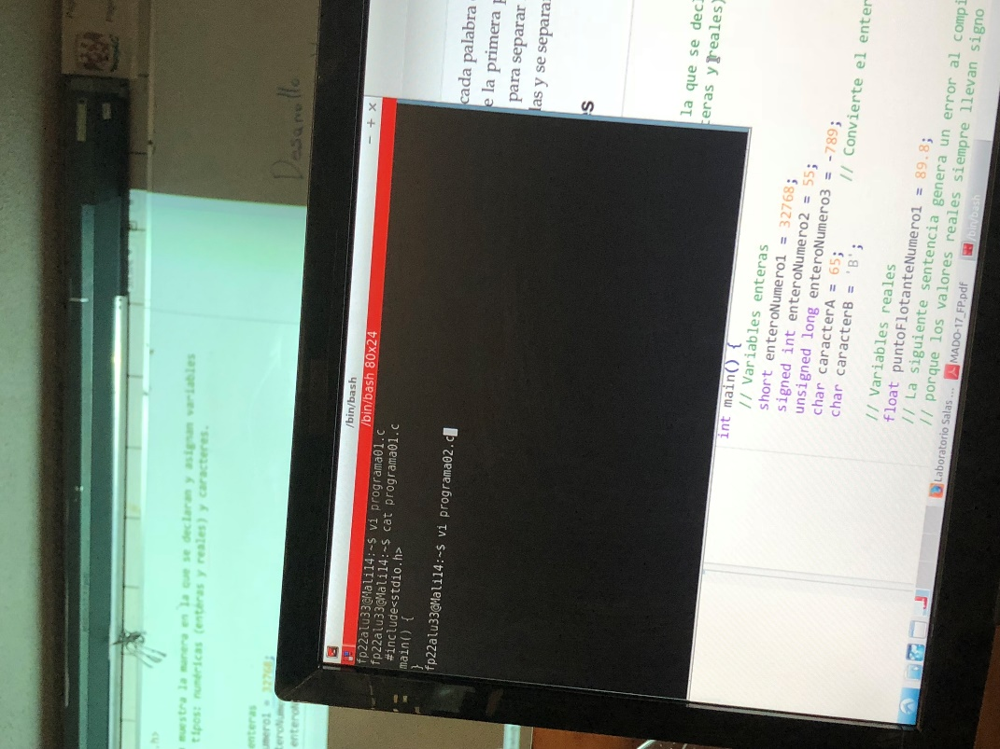 Desarrollo
muestra la manera en la que se declaran y asignan variables
tipos: numéricas (enteras y reales) y caracteres.
.h>
enteras
umero1 = 32768;
cada palabra
e la primera p
para separar
las y se separa
s
la que se decl
teras y reales)
/bin/bash
− + ×
/bin/bash 80x24
fp22alu33@Mali14:~$ vi programa01.c
fp22alu33@Mali14:~$ cat programa01.c
#include<stdio.h>
main() {
}
fp22alu33@Mali14:~$ vi programa02.c
int main() {
// Variables enteras
short enteroNumero1 = 32768;
signed int enteroNumero2 = 55;
unsigned long enteroNumero3 = -789;
char caracterA = 65; // Convierte el enter
char caracterB = 'B';
// Variables reales
float puntoFlotanteNumero1 = 89.8;
// La siguiente sentencia genera un error al compi
// porque los valores reales siempre llevan signo
Laboratorio Salas ... MADO-17_FP.pdf /bin/bash